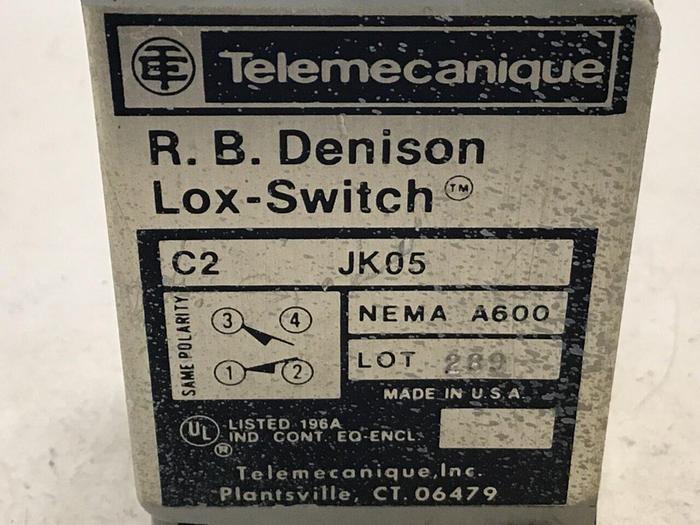 TE Telemecanique
R. B. Denison
Lox-Switch TM
C2 JK05
SAME POLARITY
3 4
1 2
NEMA A600
LOT 289
MADE IN U.S.A.
UL ® LISTED 196A
IND CONT EQ-ENCL.
Telemecanique, Inc.
Plantsville, CT. 06479